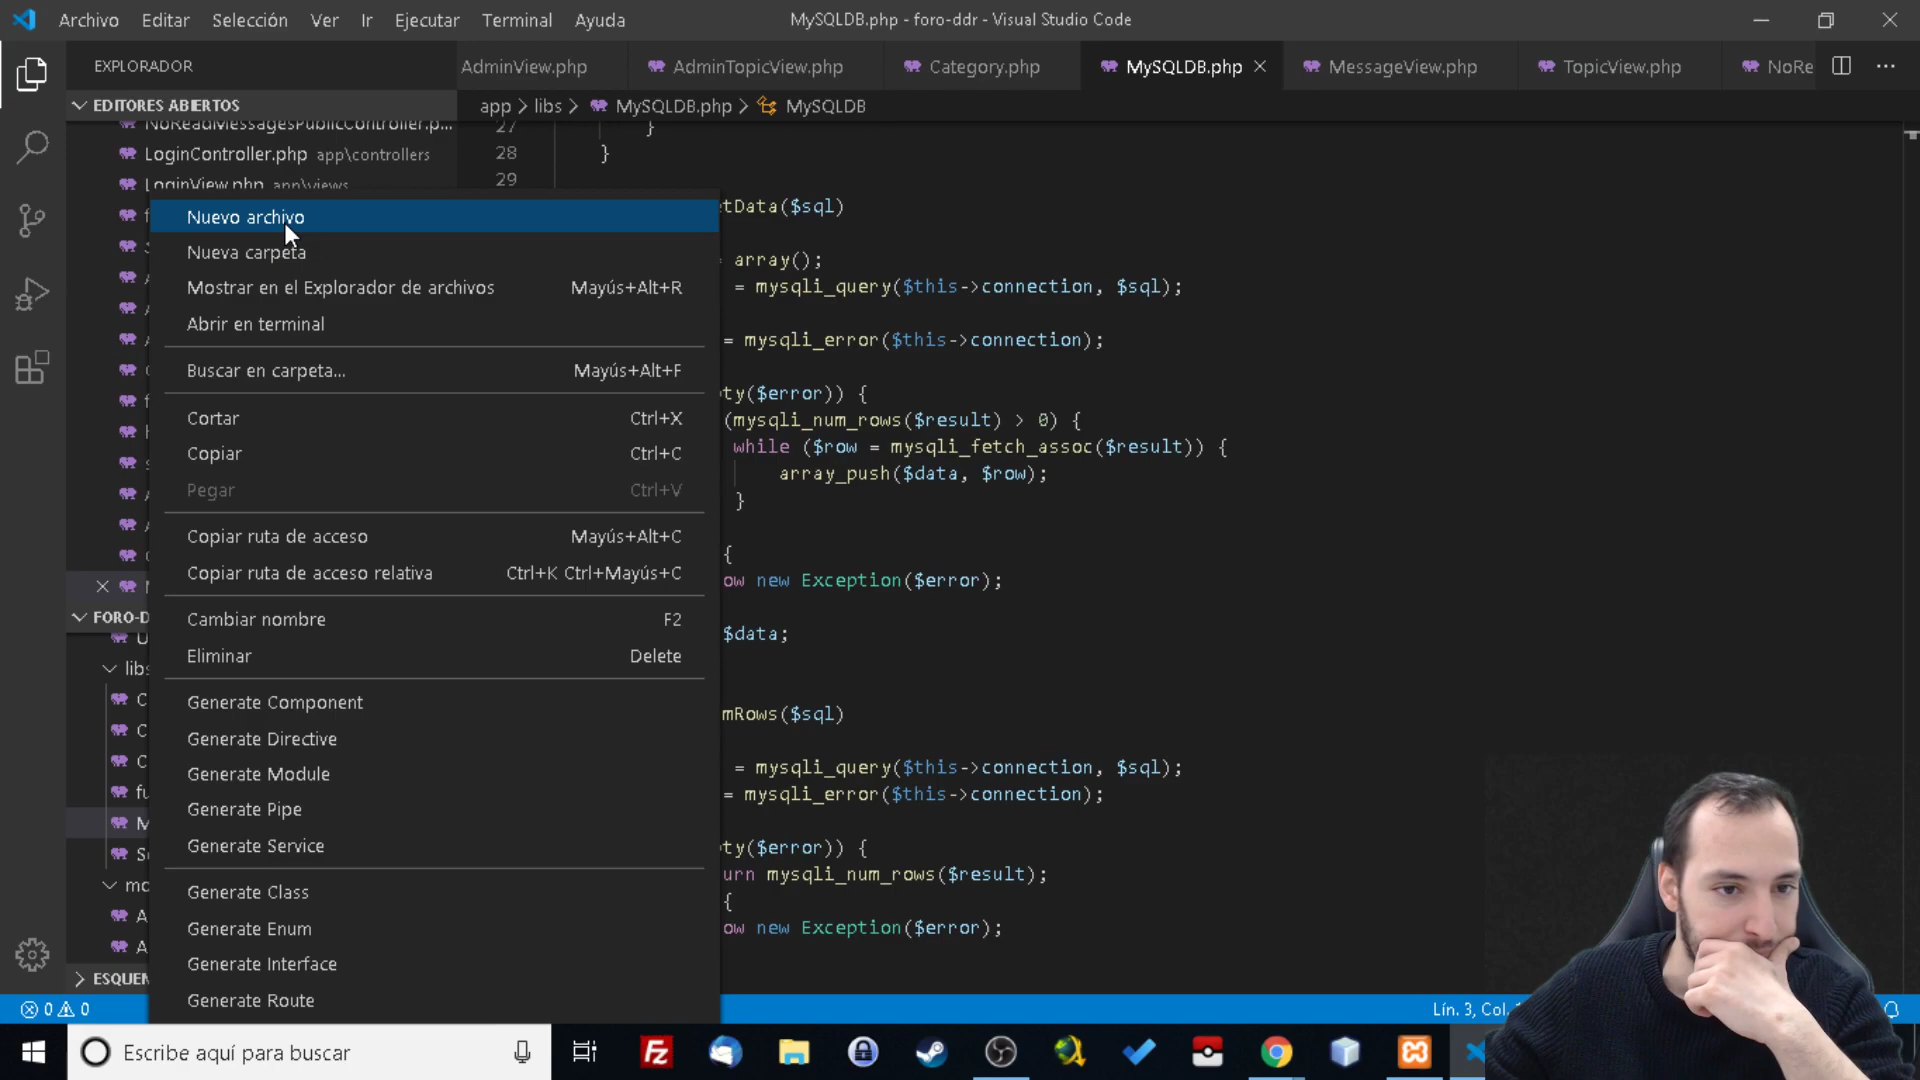 Archivo Editar Selección Ver Ir Ejecutar Terminal Ayuda
MySQLDB.php - foro-ddr - Visual Studio Code
EXPLORADOR
AdminView.php AdminTopicView.php Category.php MySQLDB.php MessageView.php TopicView.php NoRe
EDITORES ABIERTOS
app > libs > MySQLDB.php > MySQLDB
NoReadMessagesPublicController.p...
LoginController.php app\controllers
LoginView.php app\views
27 }
28 }
29
Nuevo archivo
Nueva carpeta
Mostrar en el Explorador de archivos Mayús+Alt+R
Abrir en terminal
Buscar en carpeta... Mayús+Alt+F
Cortar Ctrl+X
Copiar Ctrl+C
Pegar Ctrl+V
Copiar ruta de acceso Mayús+Alt+C
Copiar ruta de acceso relativa Ctrl+K Ctrl+Mayús+C
Cambiar nombre F2
Eliminar Delete
Generate Component
Generate Directive
Generate Module
Generate Pipe
Generate Service
Generate Class
Generate Enum
Generate Interface
Generate Route
tData($sql)
= array();
= mysqli_query($this->connection, $sql);
= mysqli_error($this->connection);
ty($error)) {
(mysqli_num_rows($result) > 0) {
while ($row = mysqli_fetch_assoc($result)) {
array_push($data, $row);
}
{
ow new Exception($error);
$data;
mRows($sql)
= mysqli_query($this->connection, $sql);
= mysqli_error($this->connection);
ty($error)) {
urn mysqli_num_rows($result);
{
ow new Exception($error);
FORO-D
libs
ESQUEN
0 0
Lín. 3, Col.
Escribe aquí para buscar